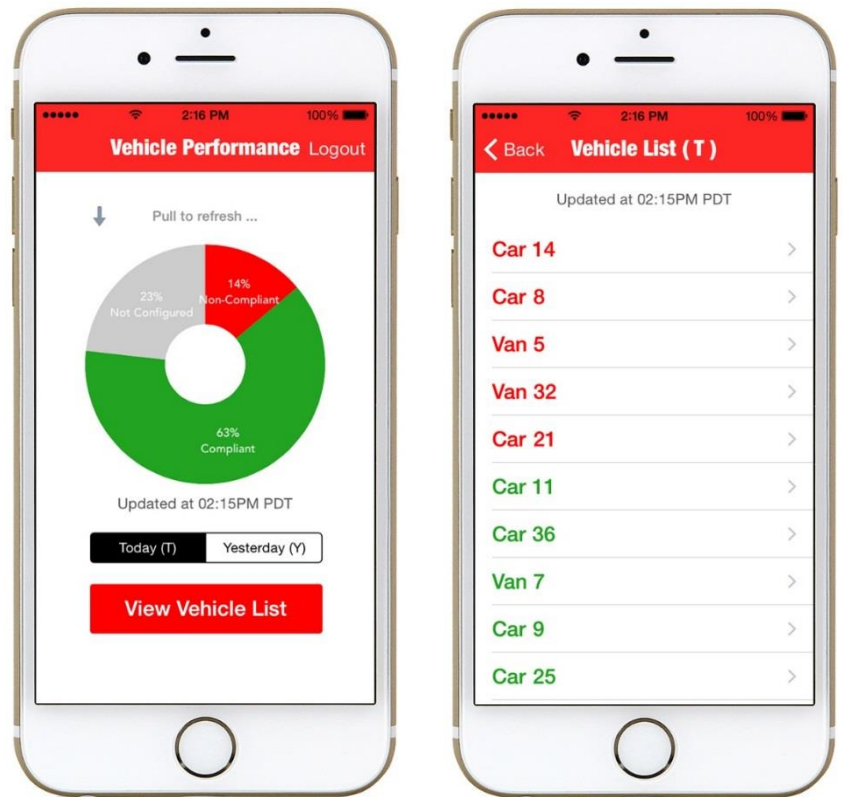 2:16 PM 100%
Vehicle Performance Logout
Pull to refresh ...
14%
Non-Compliant
23%
Not Configured
63%
Compliant
Updated at 02:15PM PDT
Today (T) Yesterday (Y)
View Vehicle List
2:16 PM 100%
Back Vehicle List ( T )
Updated at 02:15PM PDT
Car 14
Car 8
Van 5
Van 32
Car 21
Car 11
Car 36
Van 7
Car 9
Car 25